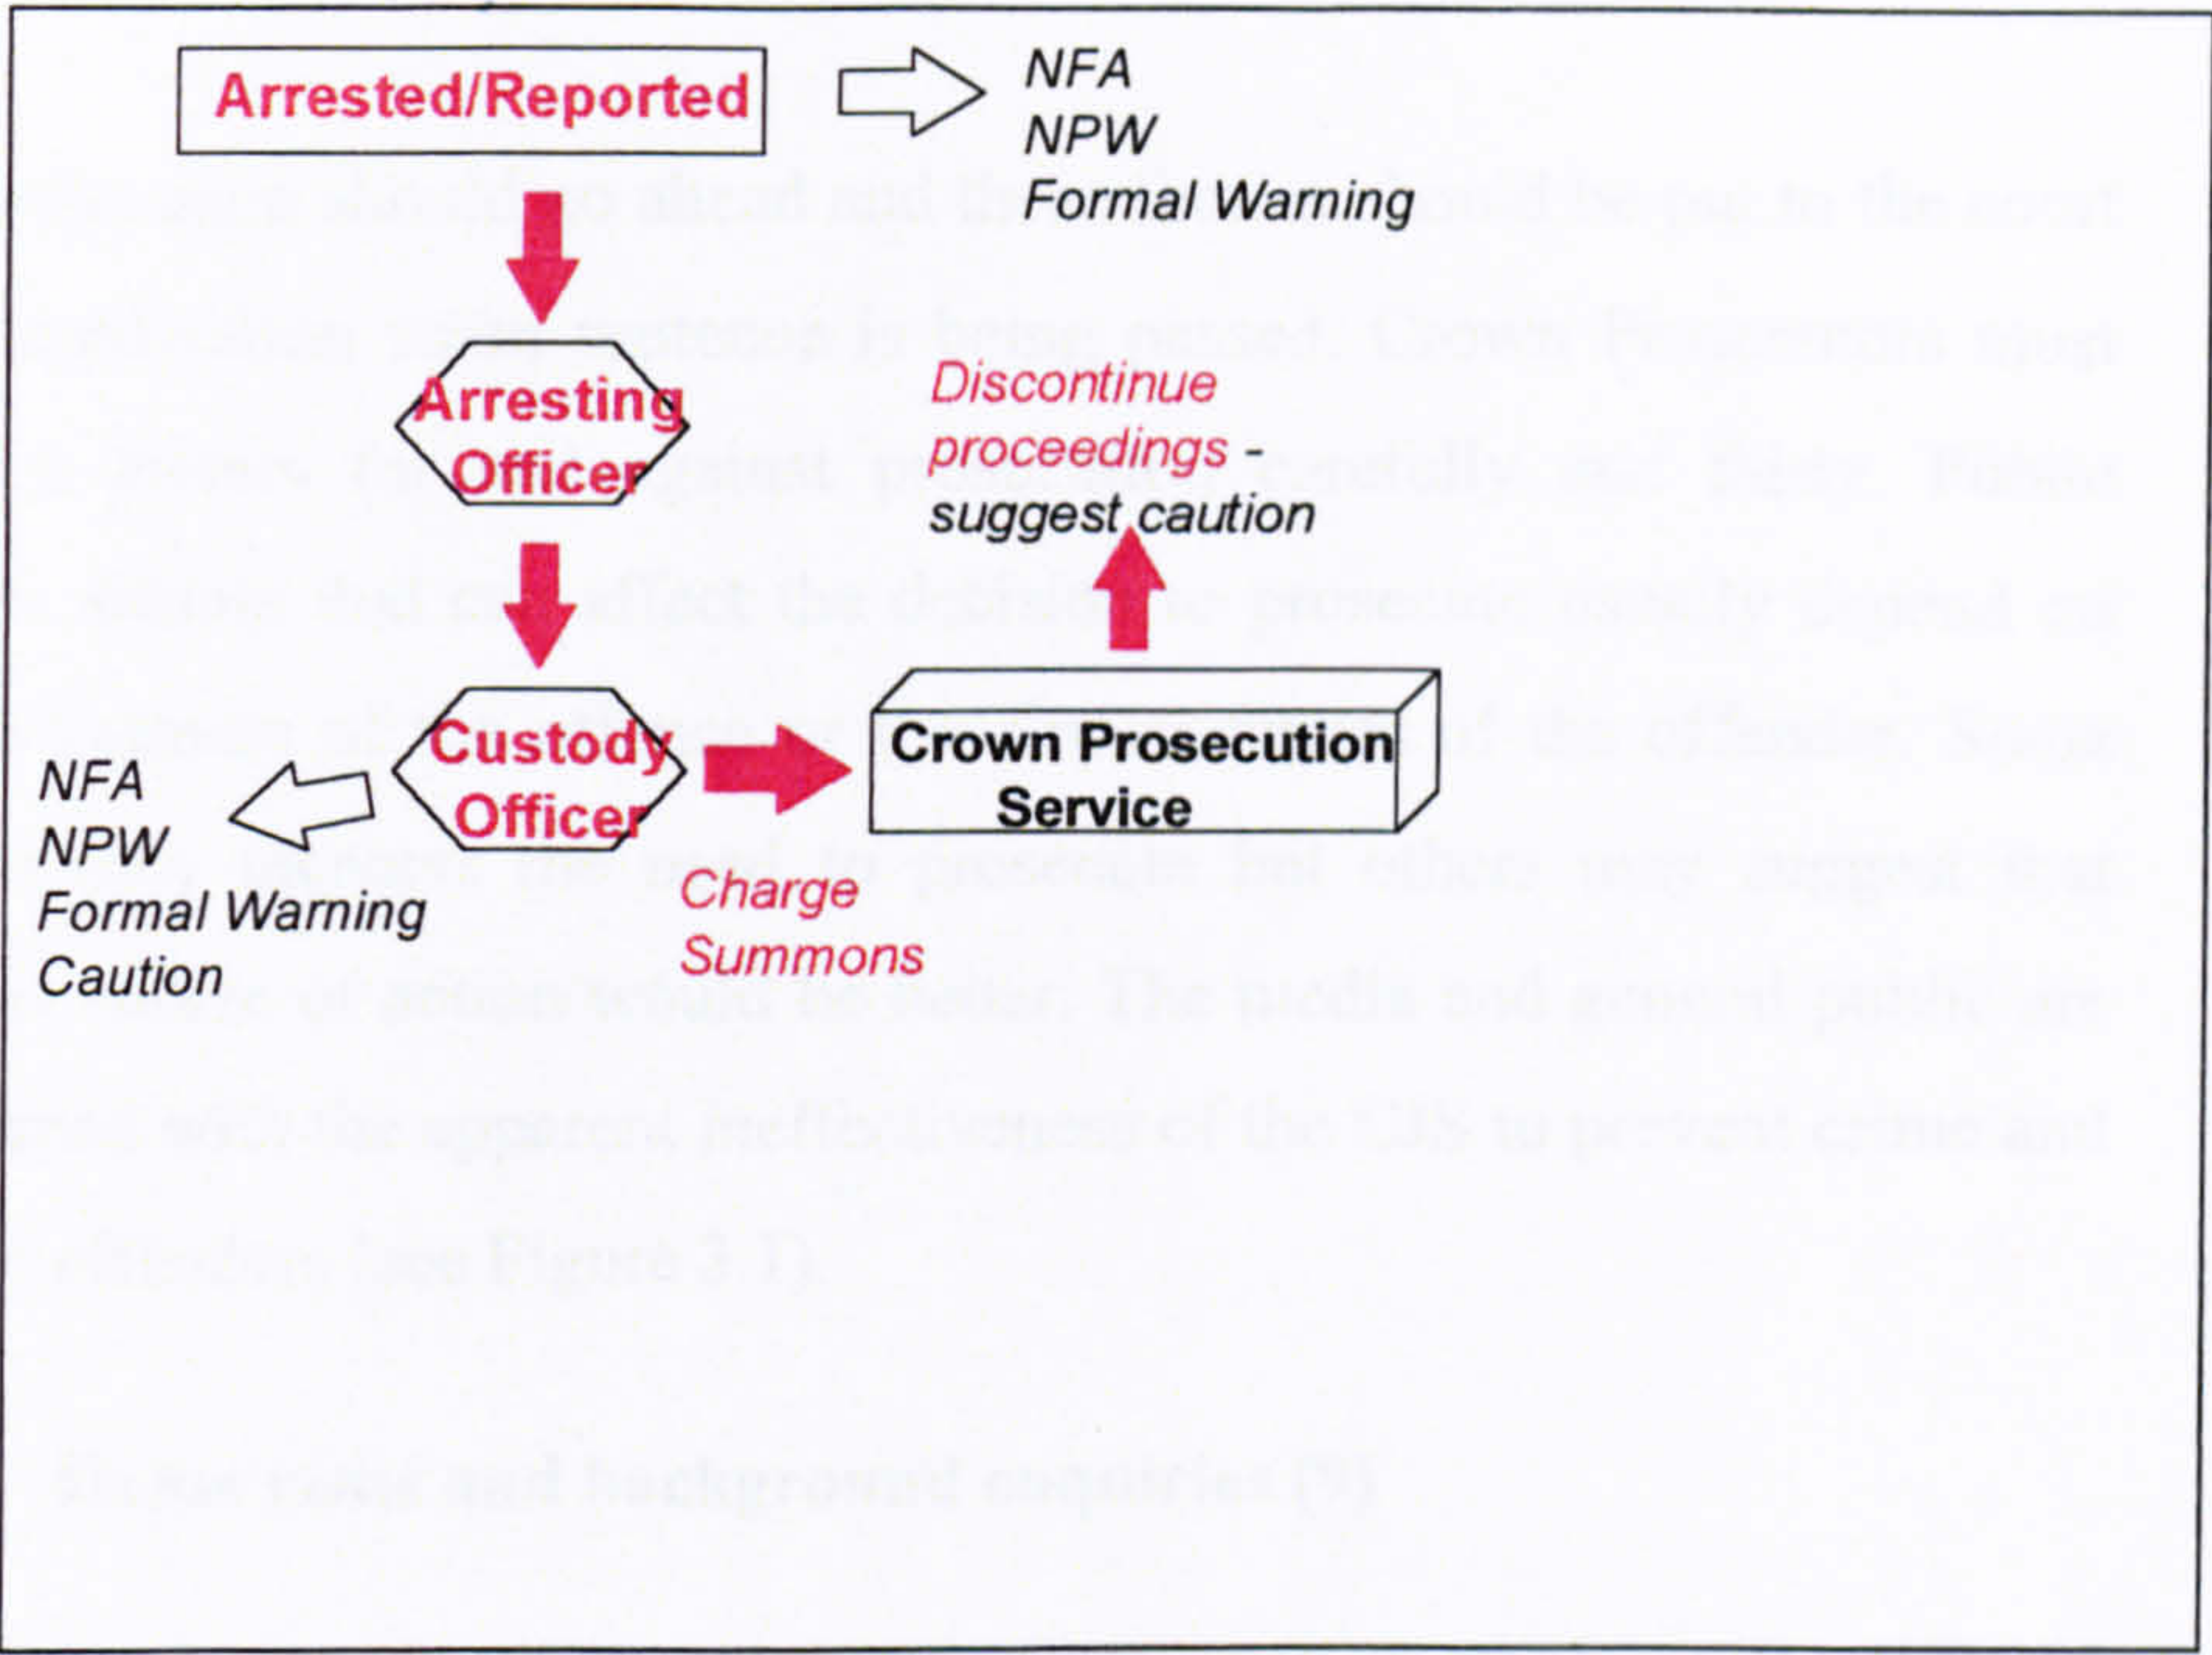 Arrested/Reported
NFA
NPW
Formal Warning
Arresting
Officer
Discontinue
proceedings -
suggest caution
Custody
Officer
Crown Prosecution
Service
NFA
NPW
Formal Warning
Caution
Charge
Summons